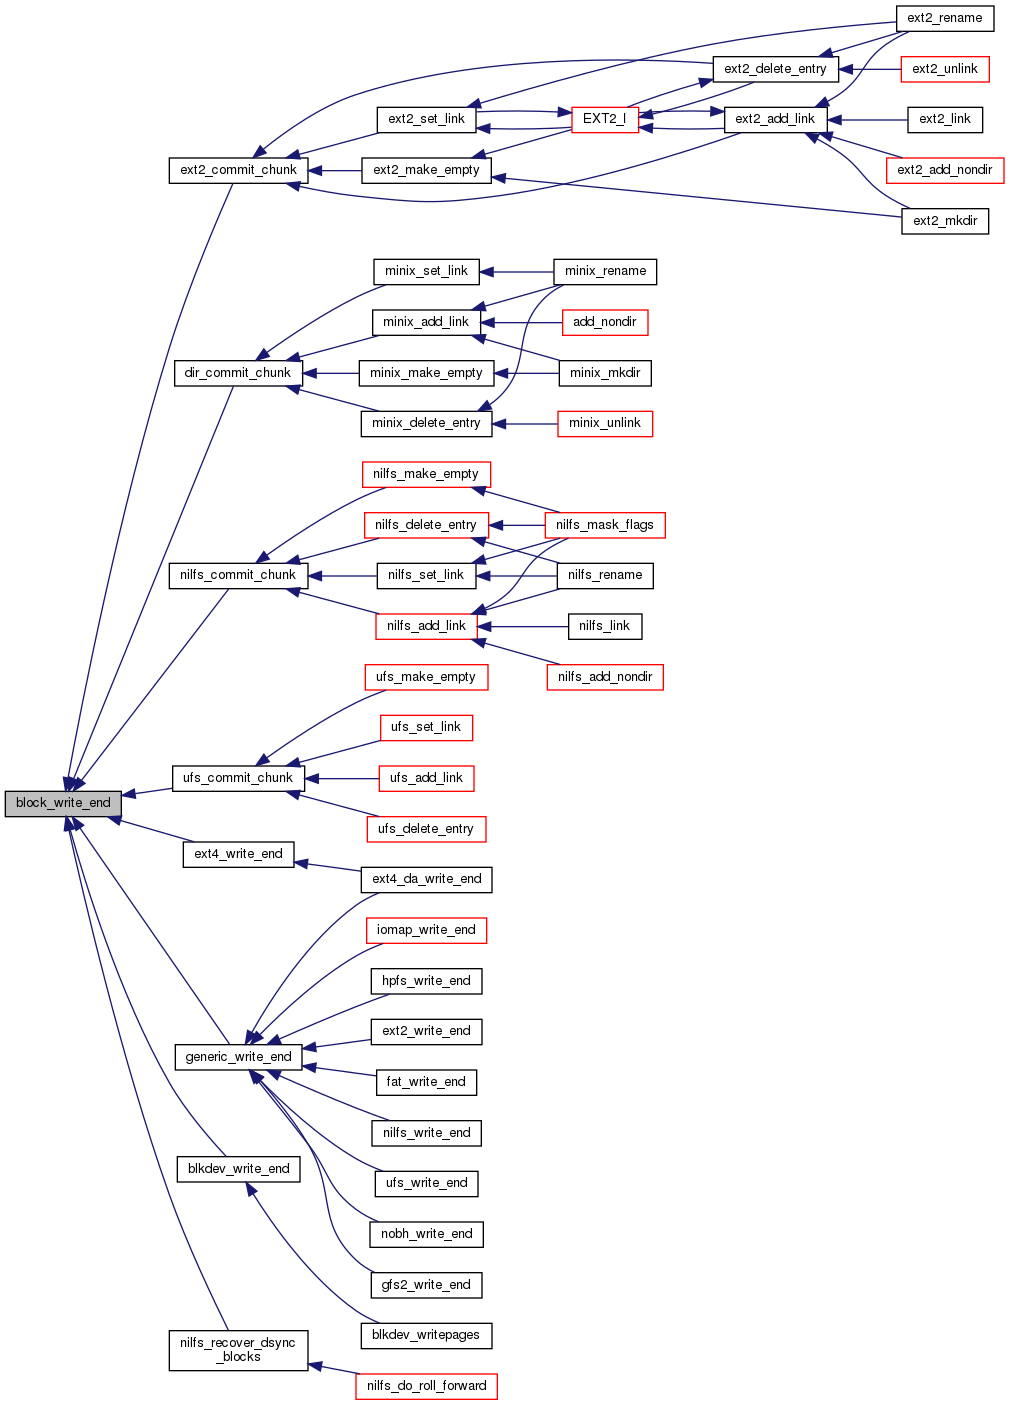 ext2_rename
ext2_delete_entry
ext2_unlink
ext2_set_link
EXT2_I
ext2_add_link
ext2_link
ext2_commit_chunk
ext2_make_empty
ext2_add_nondir
ext2_mkdir
minix_set_link
minix_rename
minix_add_link
add_nondir
dir_commit_chunk
minix_make_empty
minix_mkdir
minix_delete_entry
minix_unlink
nilfs_make_empty
nilfs_delete_entry
nilfs_mask_flags
nilfs_commit_chunk
nilfs_set_link
nilfs_rename
nilfs_add_link
nilfs_link
ufs_make_empty
nilfs_add_nondir
ufs_set_link
ufs_commit_chunk
ufs_add_link
block_write_end
ufs_delete_entry
ext4_write_end
ext4_da_write_end
iomap_write_end
hpfs_write_end
ext2_write_end
generic_write_end
fat_write_end
nilfs_write_end
blkdev_write_end
ufs_write_end
nobh_write_end
gfs2_write_end
blkdev_writepages
nilfs_recover_dsync
_blocks
nilfs_do_roll_forward